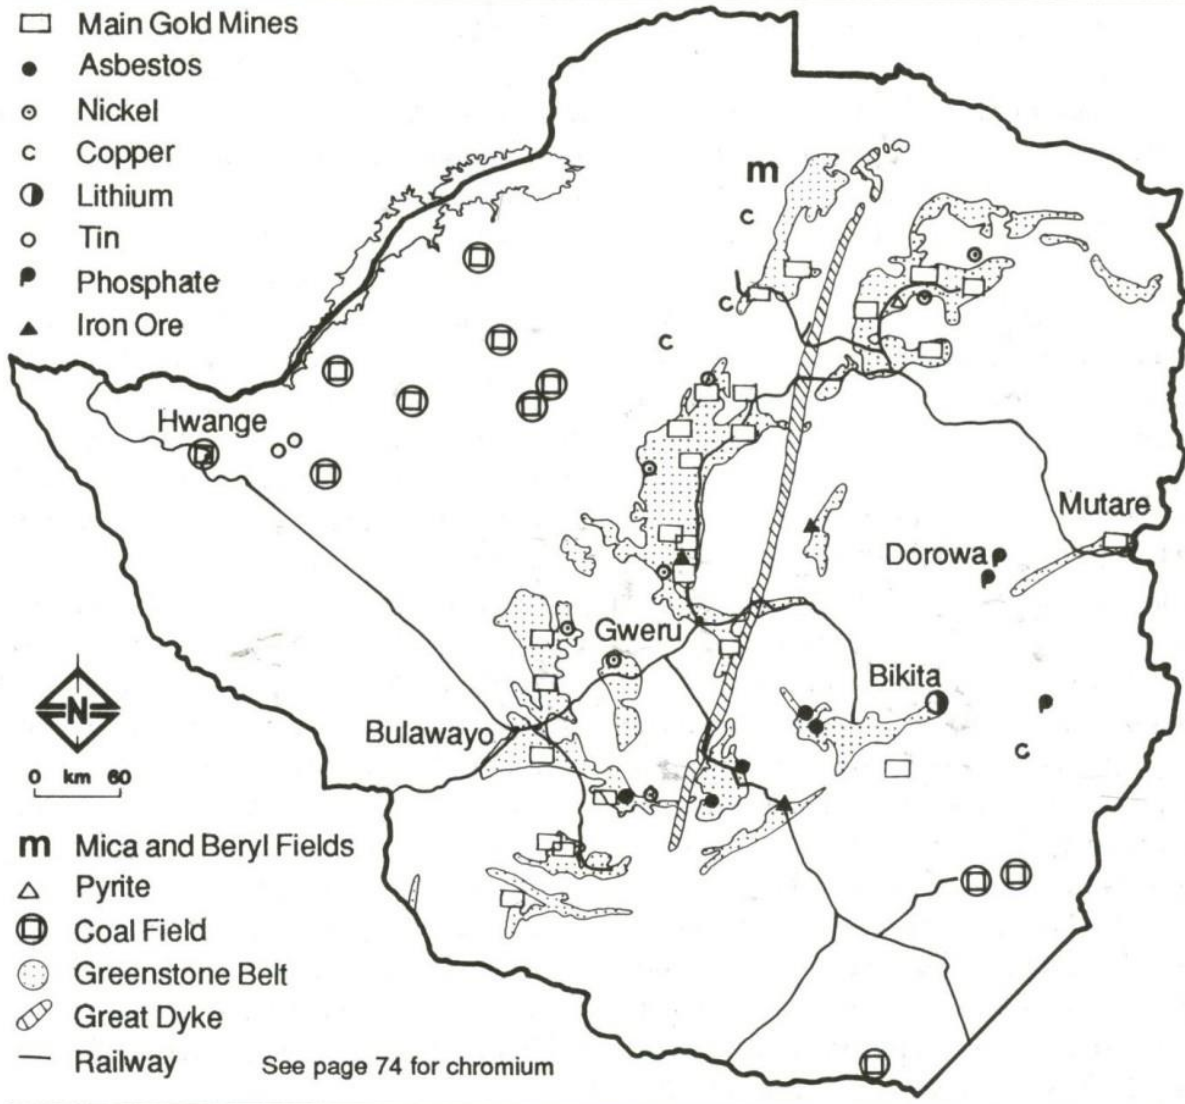 Main Gold Mines
Asbestos
Nickel
c Copper
Lithium
Tin
Phosphate
Iron Ore
m
c
c
c
Hwange
Mutare
Dorowa
Gweru
Bikita
Bulawayo
c
N
0 km 60
m Mica and Beryl Fields
Pyrite
Coal Field
Greenstone Belt
Great Dyke
Railway
See page 74 for chromium